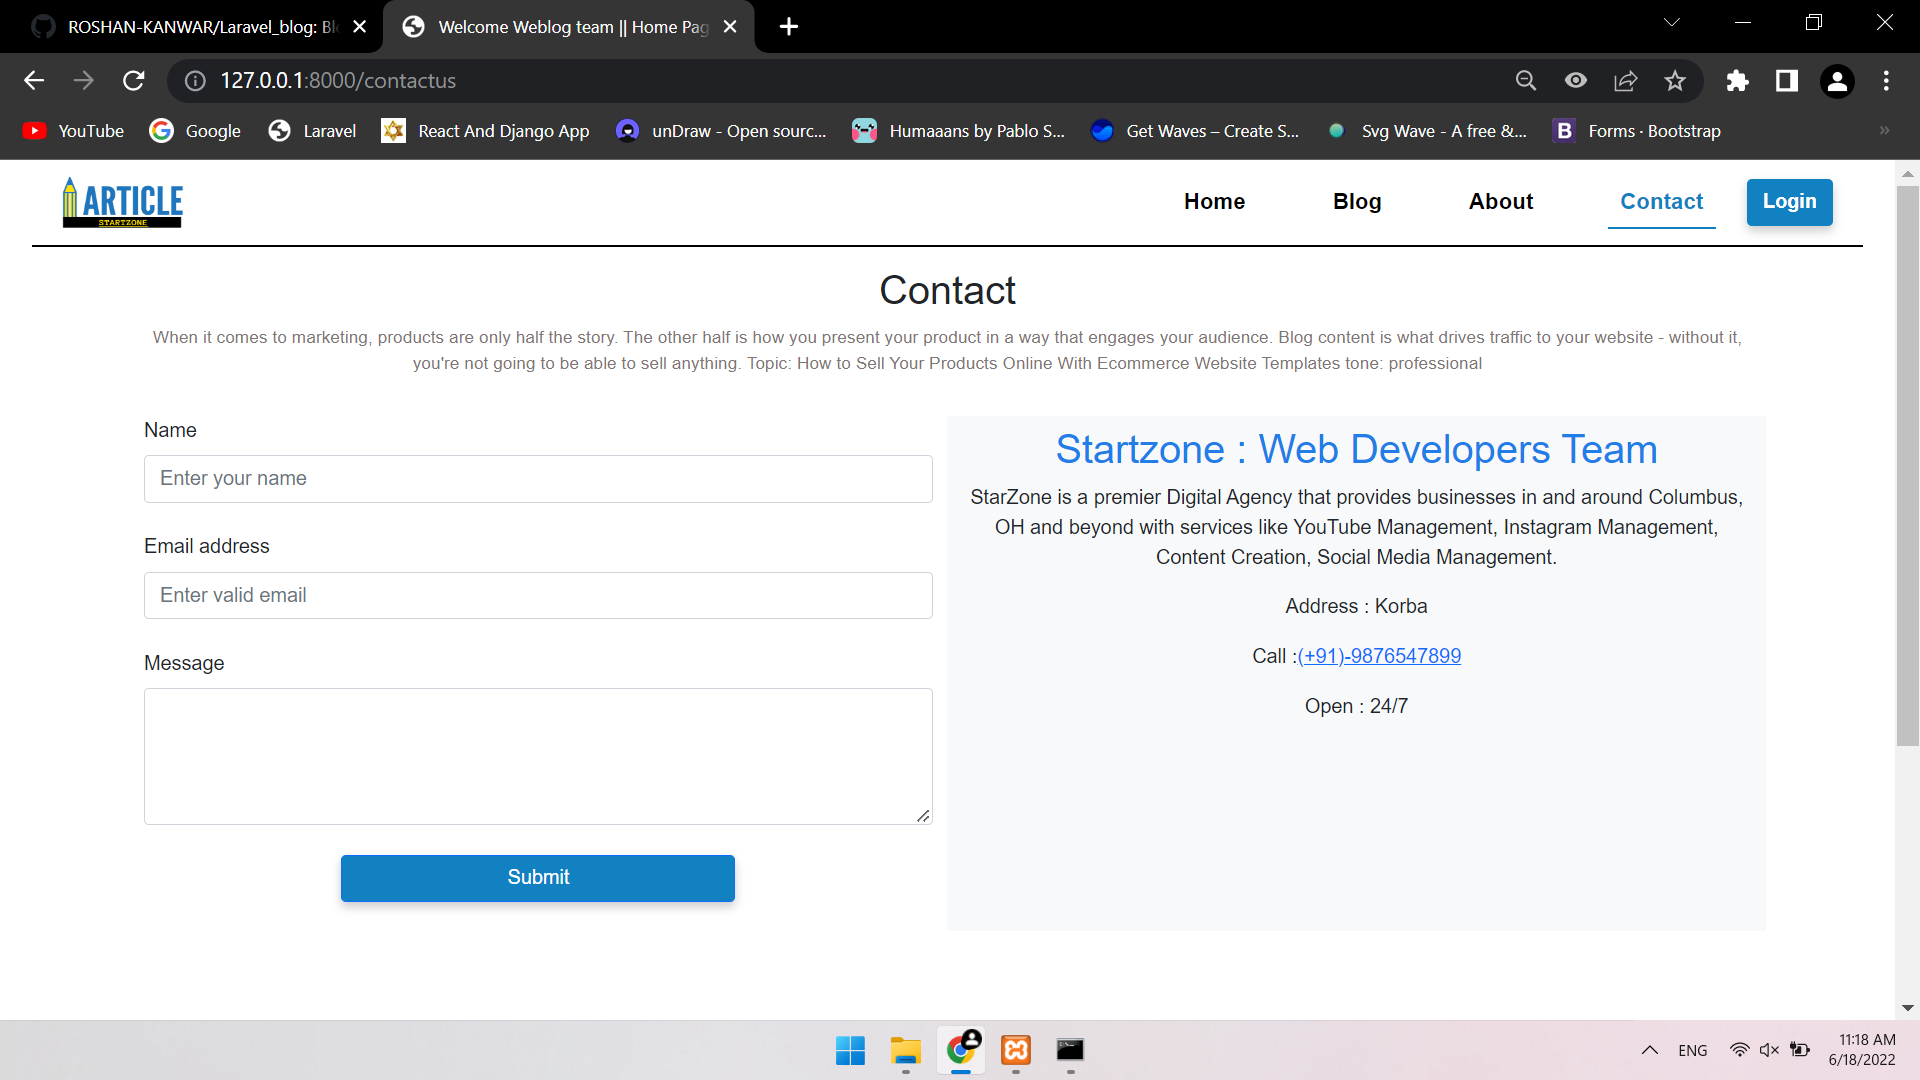 ROSHAN-KANWAR/Laravel_blog: Bl
Welcome Weblog team || Home Pag
127.0.0.1:8000/contactus
YouTube
Google
Laravel
React And Django App
unDraw - Open sourc...
Humaaans by Pablo S...
Get Waves – Create S...
Svg Wave - A free &...
B
Forms · Bootstrap
»
ARTICLE
STARTZONE
Home
Blog
About
Contact
Login
Contact
When it comes to marketing, products are only half the story. The other half is how you present your product in a way that engages your audience. Blog content is what drives traffic to your website - without it,
you're not going to be able to sell anything. Topic: How to Sell Your Products Online With Ecommerce Website Templates tone: professional
Name
Enter your name
Email address
Enter valid email
Message
Submit
Startzone : Web Developers Team
StarZone is a premier Digital Agency that provides businesses in and around Columbus,
OH and beyond with services like YouTube Management, Instagram Management,
Content Creation, Social Media Management.
Address : Korba
Call :(+91)-9876547899
Open : 24/7
ENG
11:18 AM
6/18/2022